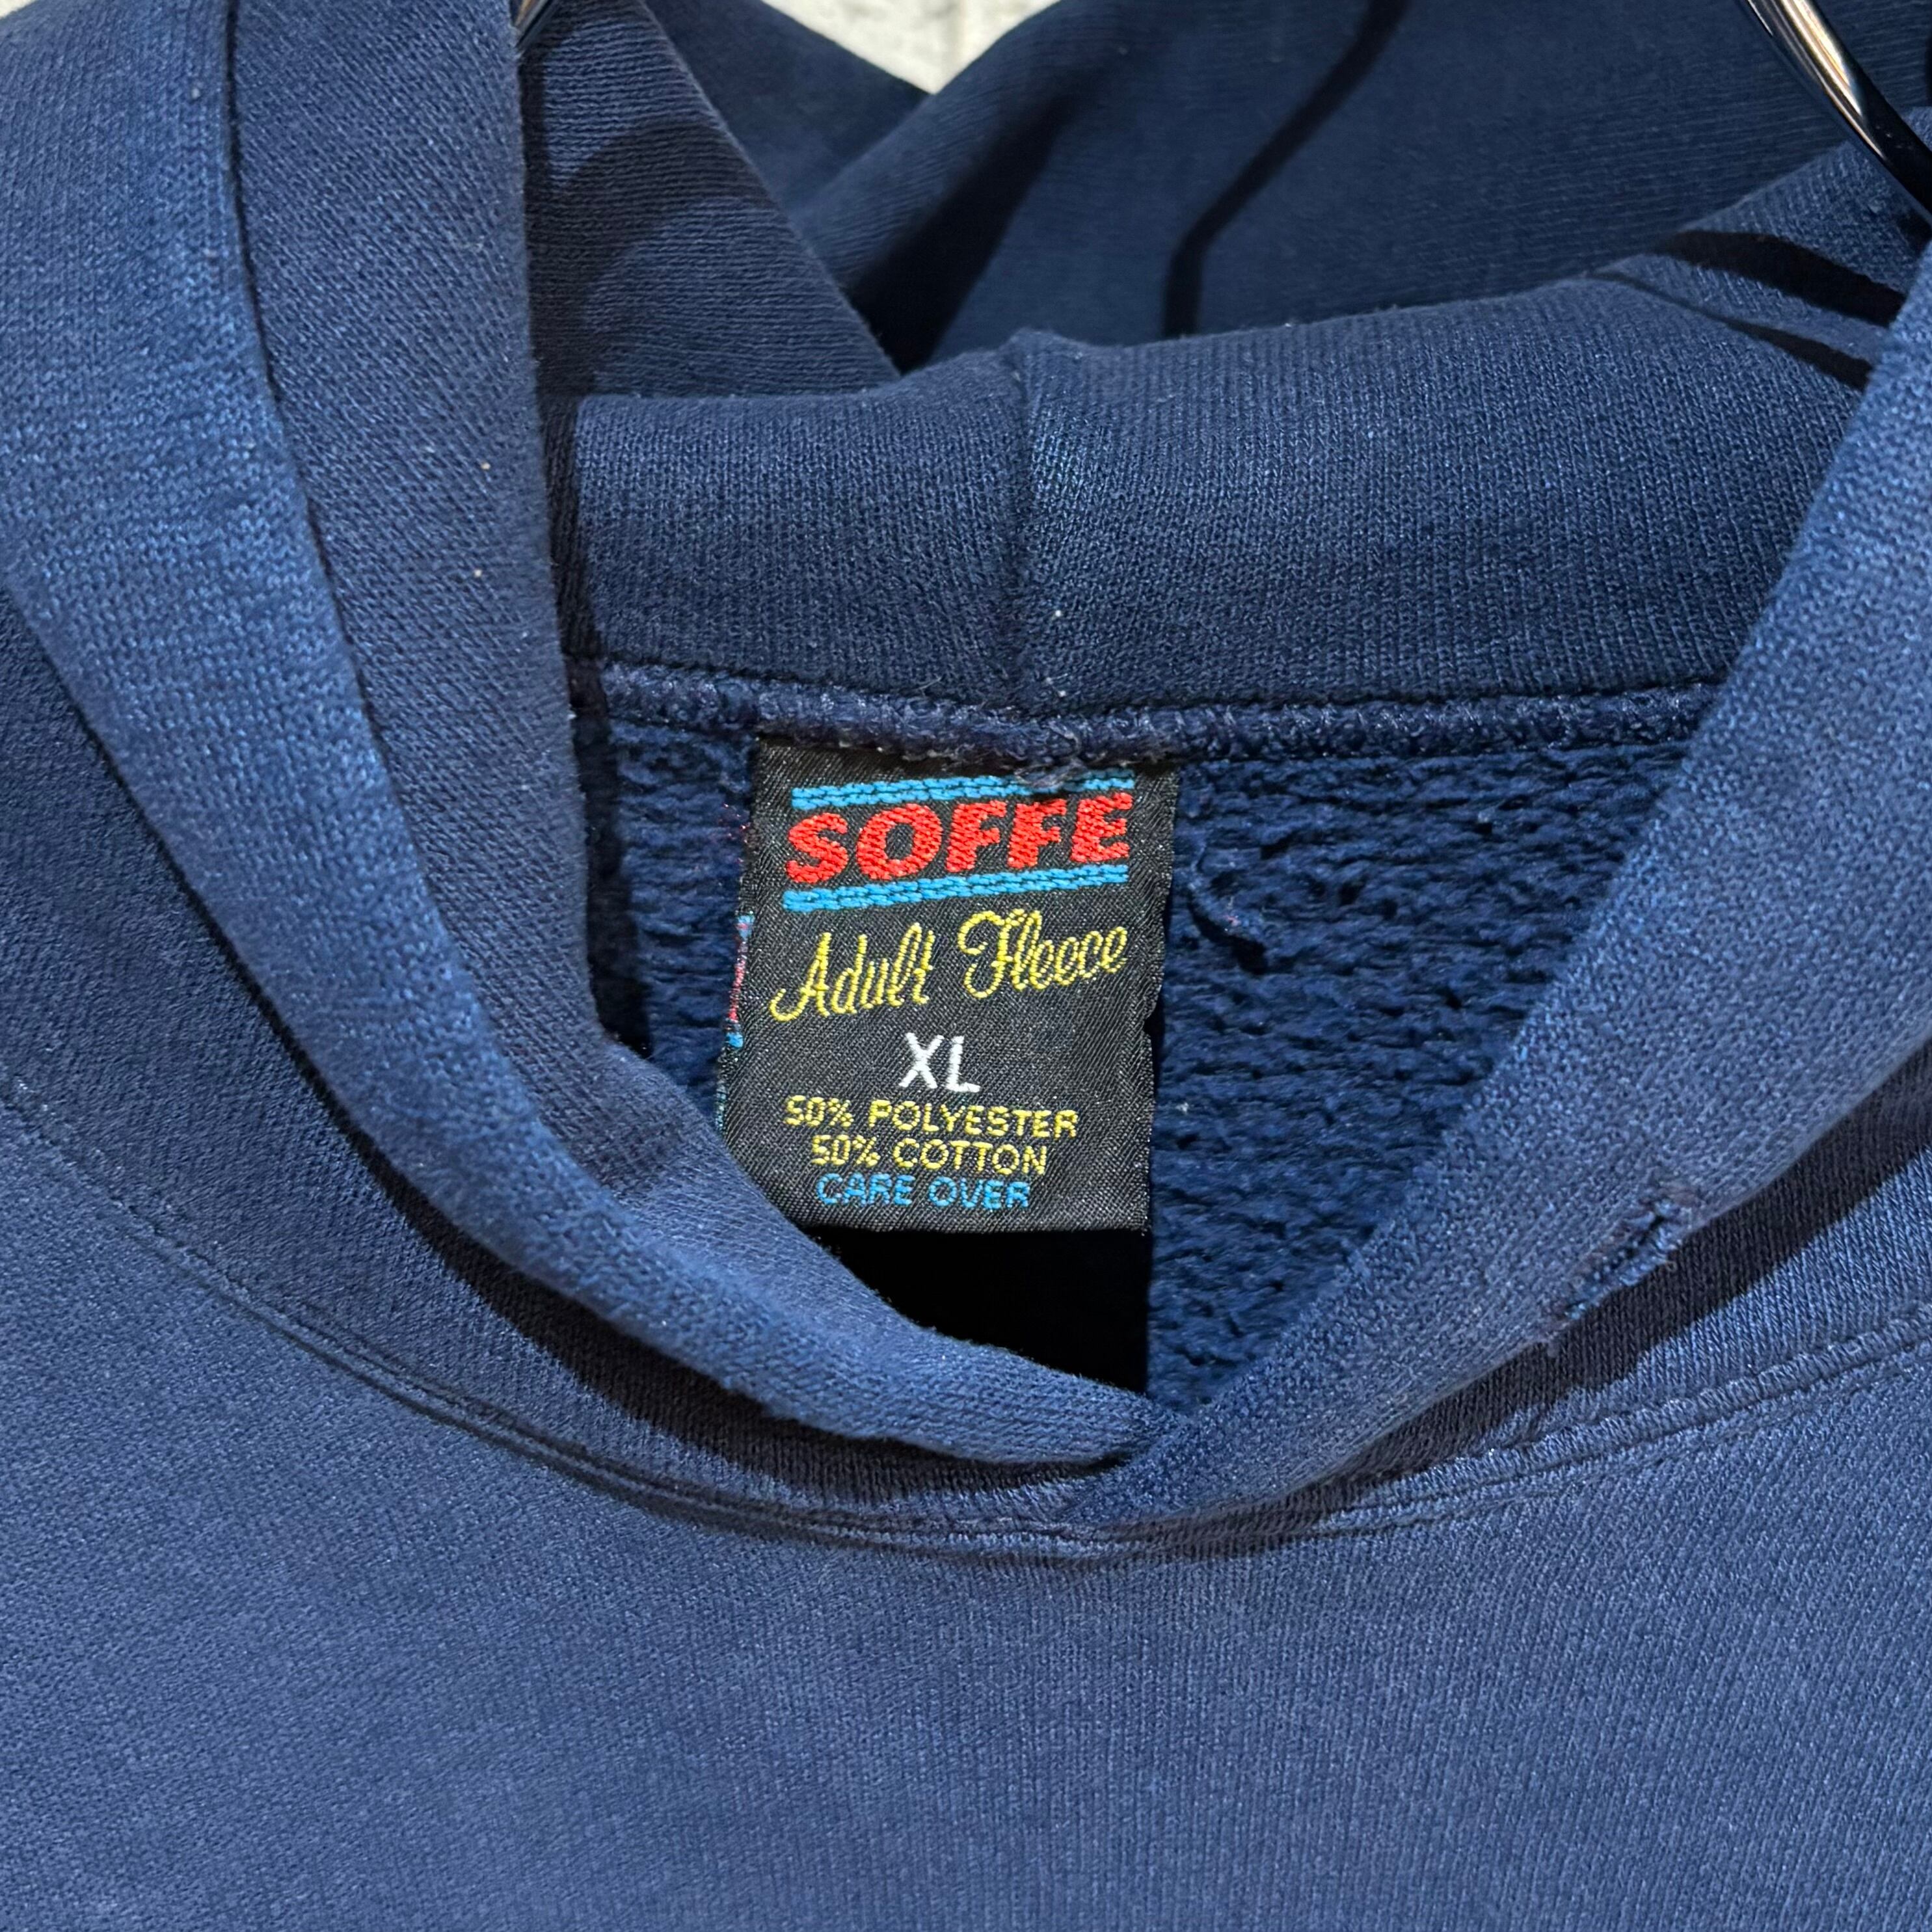 SOFFE
Adult Fleece
XL
50% POLYESTER
50% COTTON
CARE OVER